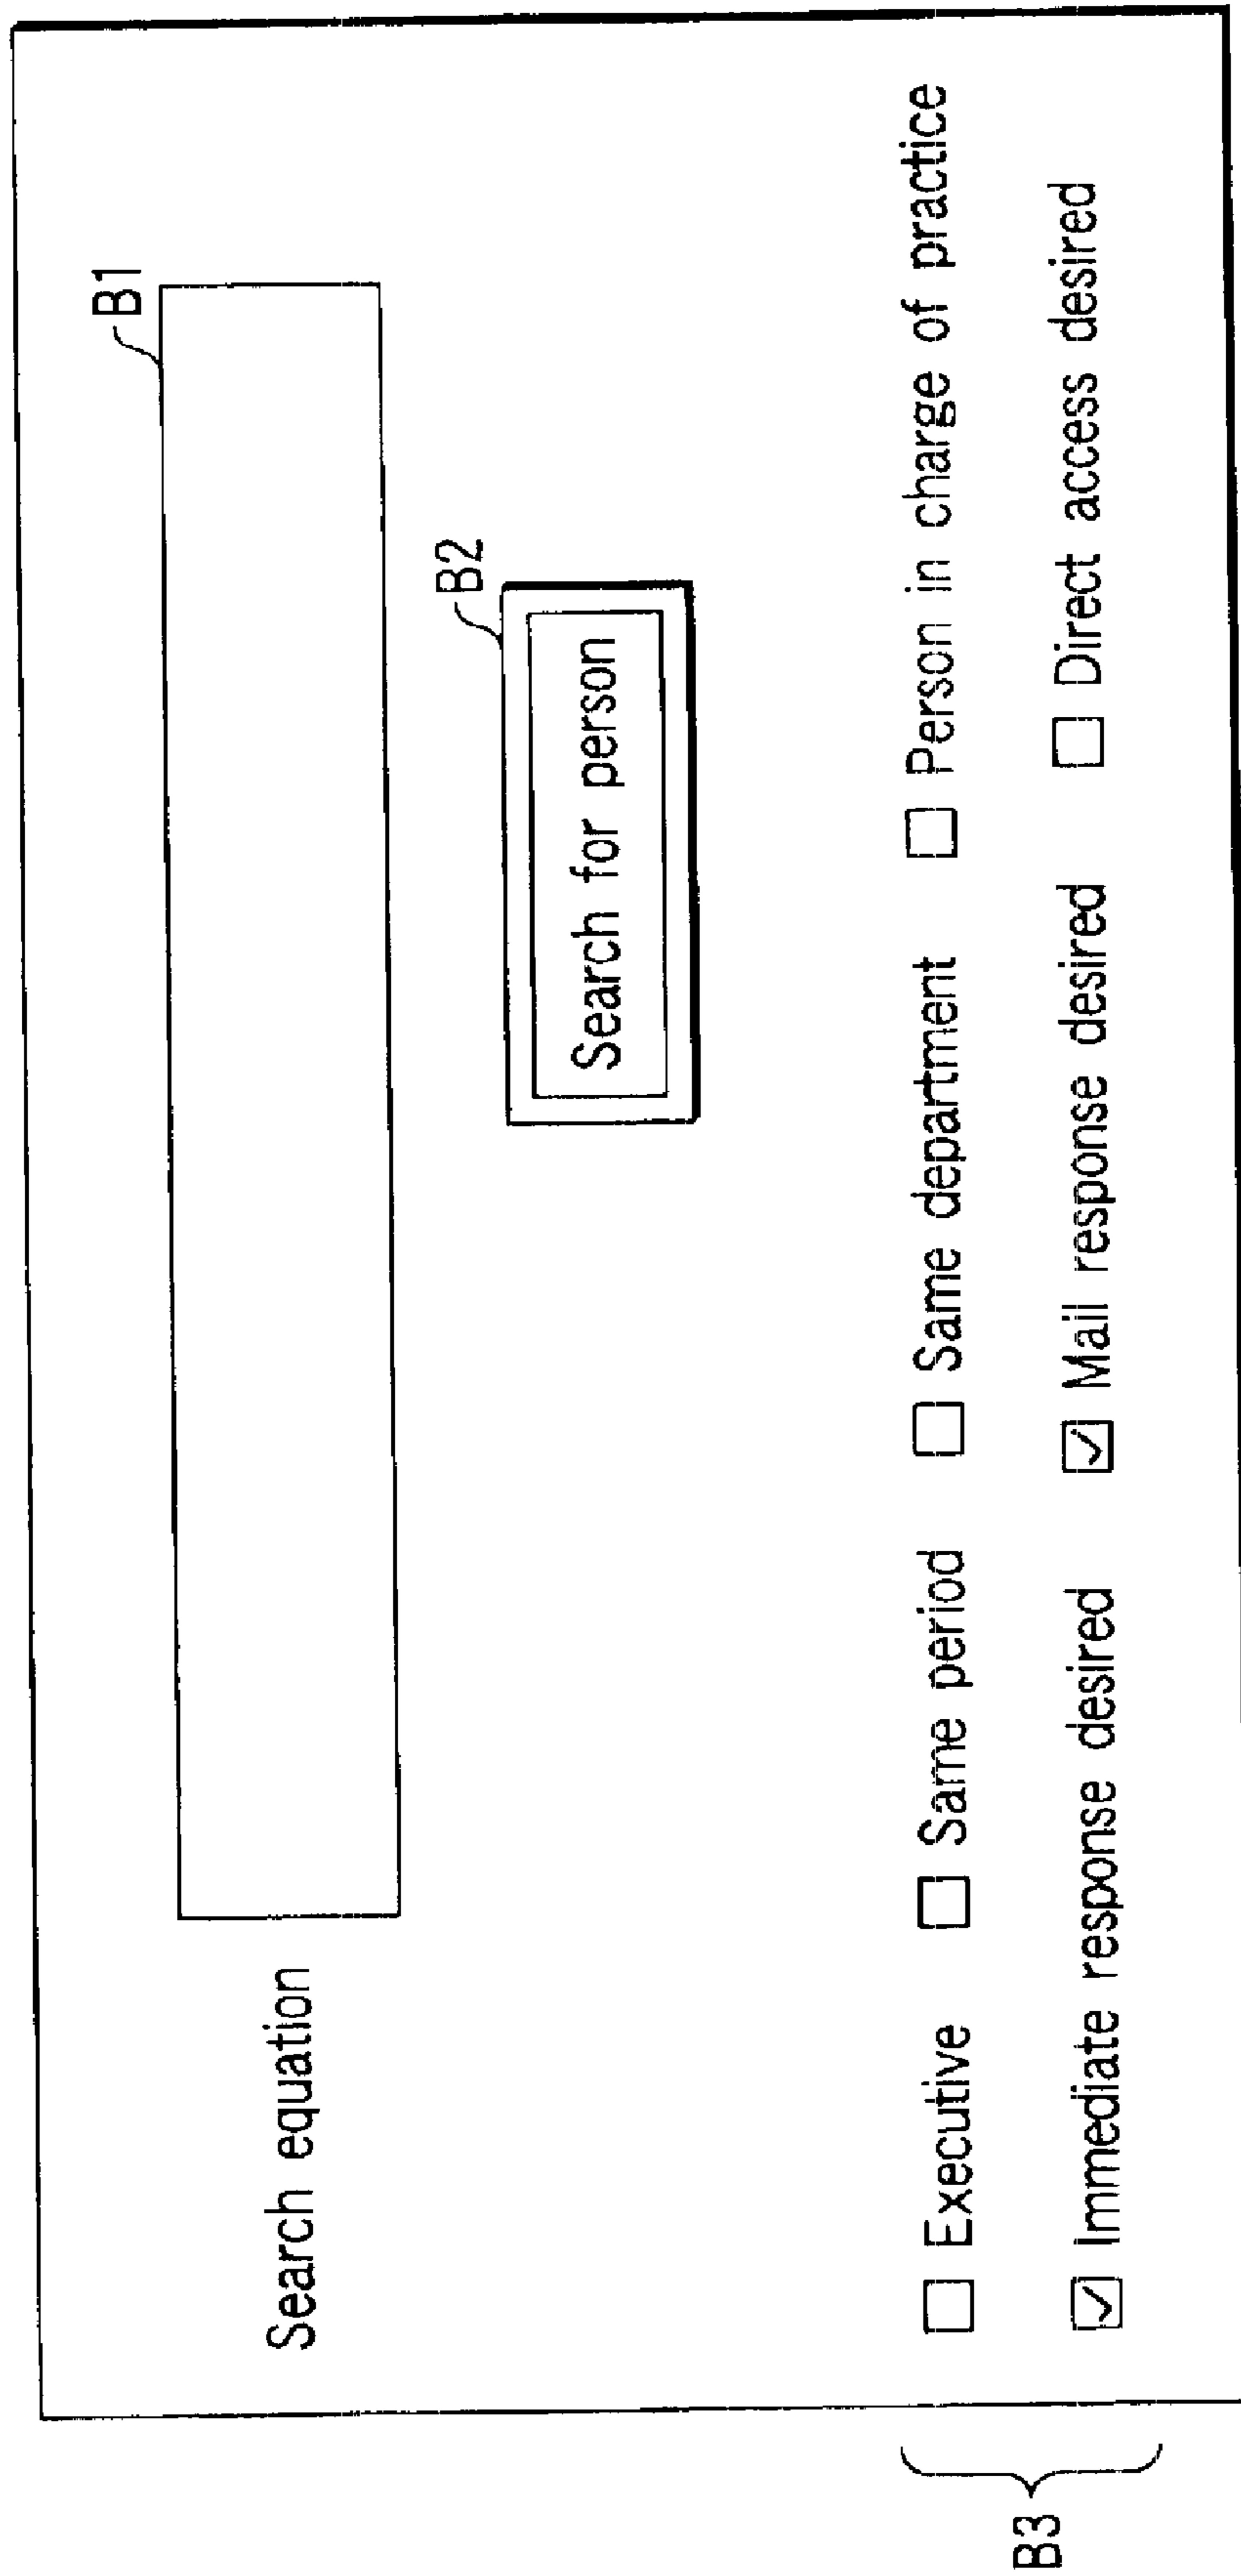 B1
Search equation
B2
Search for person
B3
☐ Executive ☐ Same period ☐ Same department ☐ Person in charge of practice
☑ Immediate response desired ☑ Mail response desired ☐ Direct access desired